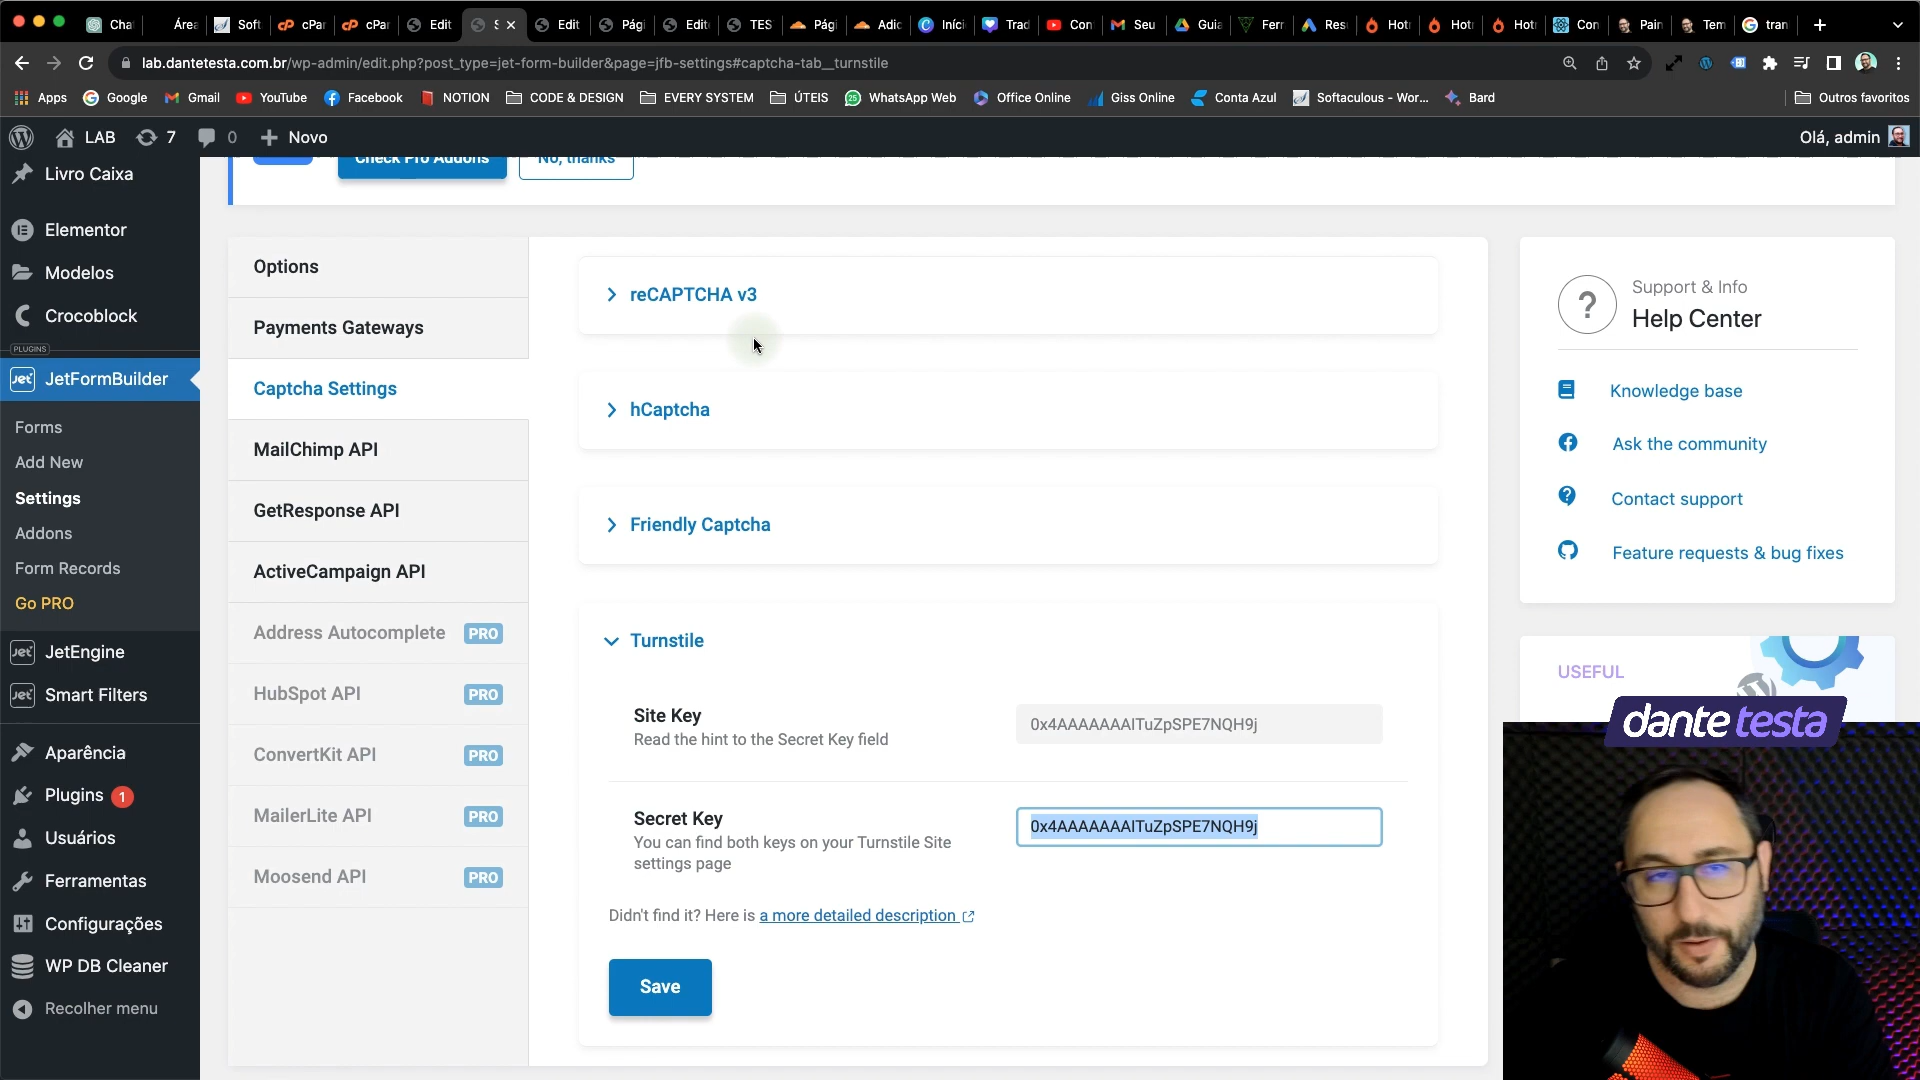 Cha
Área
Soft
cPar
cPar
Edit
S
Edit
Pági
Edit
TES
Pági
Adic
Iníci
Trad
Con
Seu
Guia
Ferr
Res
Hot
Hot
Hot
Con
Pain
Tem
tran
lab.dantetesta.com.br/wp-admin/edit.php?post_type=jet-form-builder&page=jfb-settings#captcha-tab__turnstile
Apps
Google
Gmail
YouTube
Facebook
NOTION
CODE & DESIGN
EVERY SYSTEM
ÚTEIS
WhatsApp Web
Office Online
Giss Online
Conta Azul
Softaculous - Wor...
Bard
Outros favoritos
LAB
7
0
Novo
Olá, admin
Livro Caixa
Elementor
Modelos
Crocoblock
PLUGINS
JetFormBuilder
Forms
Add New
Settings
Addons
Form Records
Go PRO
JetEngine
Smart Filters
Aparência
Plugins 1
Usuários
Ferramentas
Configurações
WP DB Cleaner
Recolher menu
Check Pro Addons
No, thanks
Options
Payments Gateways
Captcha Settings
MailChimp API
GetResponse API
ActiveCampaign API
Address Autocomplete PRO
HubSpot API PRO
ConvertKit API PRO
MailerLite API PRO
Moosend API PRO
reCAPTCHA v3
hCaptcha
Friendly Captcha
Turnstile
Site Key
Read the hint to the Secret Key field
0x4AAAAAAAITuZpSPE7NQH9j
Secret Key
You can find both keys on your Turnstile Site
settings page
0x4AAAAAAAITuZpSPE7NQH9j
Didn't find it? Here is a more detailed description
Save
Support & Info
Help Center
Knowledge base
Ask the community
Contact support
Feature requests & bug fixes
USEFUL
dante testa